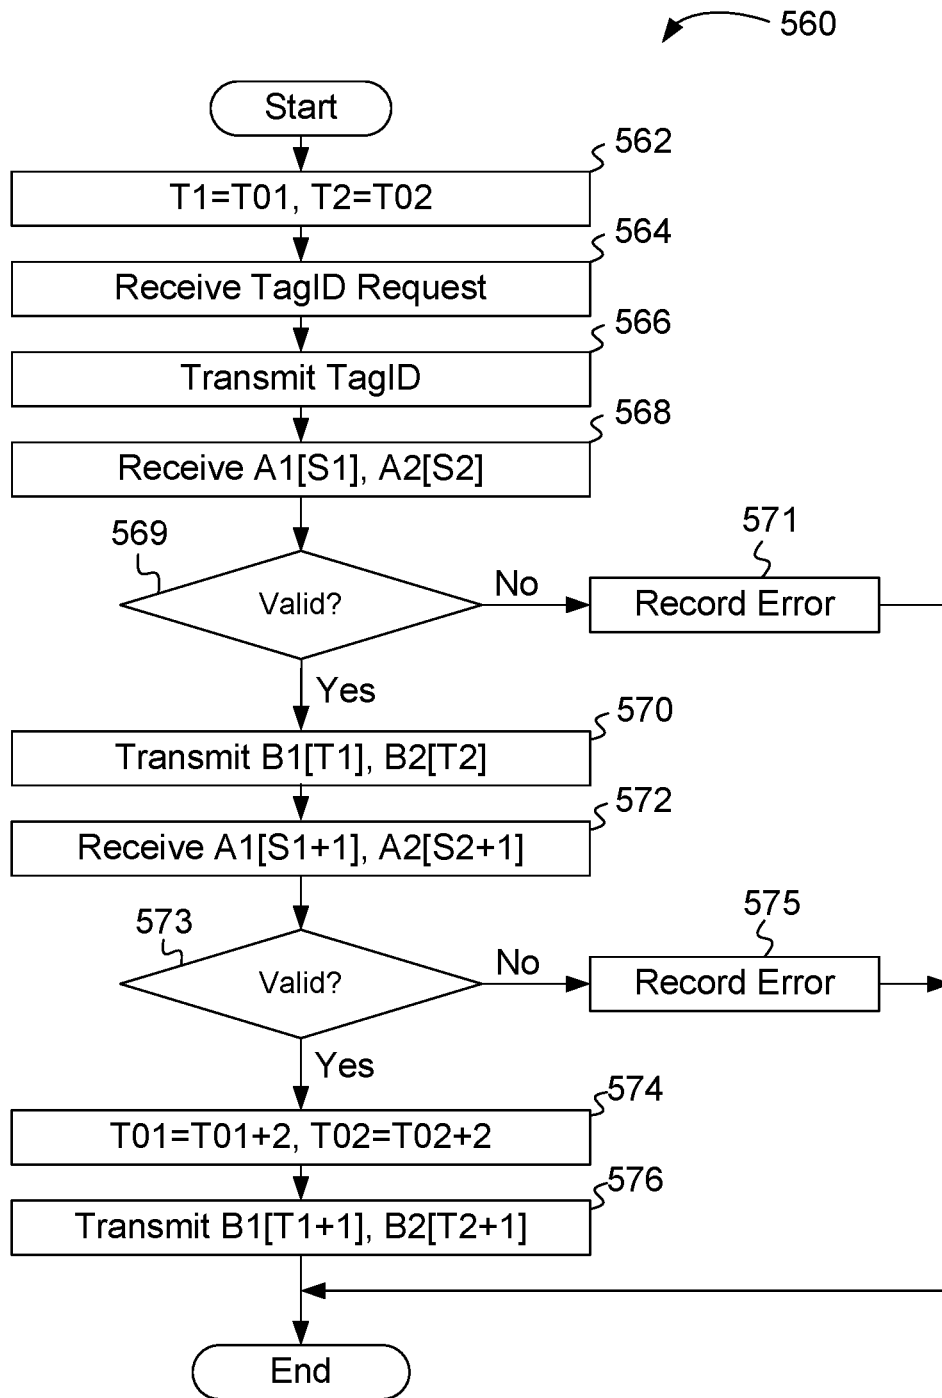 560
Start
562
T1=T01, T2=T02
564
Receive TagID Request
566
Transmit TagID
568
Receive A1[S1], A2[S2]
569
Valid?
No
571
Record Error
Yes
570
Transmit B1[T1], B2[T2]
572
Receive A1[S1+1], A2[S2+1]
573
Valid?
No
575
Record Error
Yes
574
T01=T01+2, T02=T02+2
576
Transmit B1[T1+1], B2[T2+1]
End